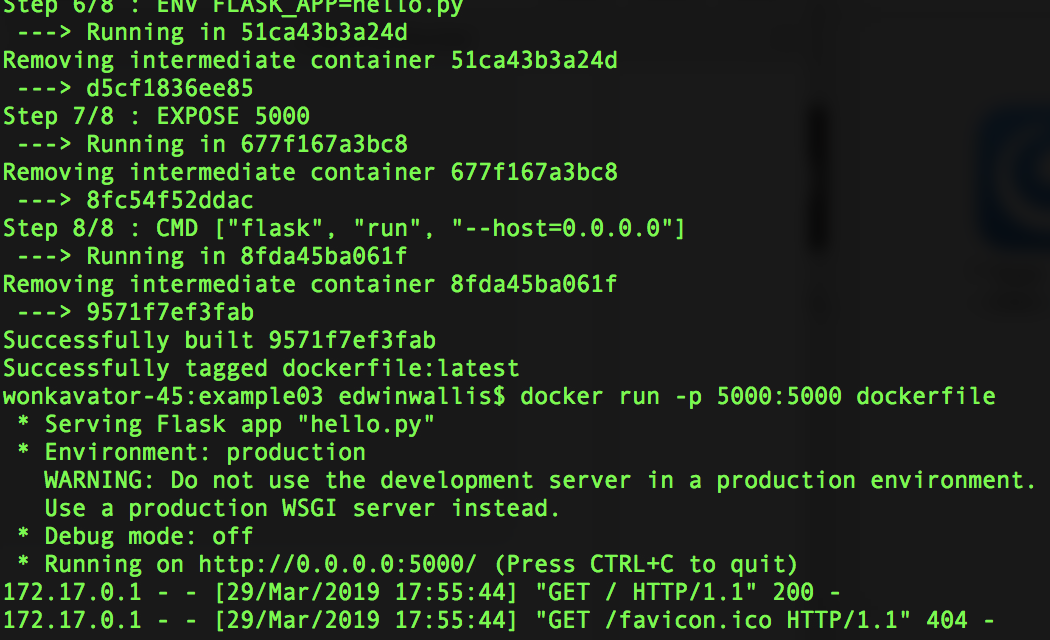 Step 6/8 : ENV FLASK_APP=hello.py
 ---> Running in 51ca43b3a24d
Removing intermediate container 51ca43b3a24d
 ---> d5cf1836ee85
Step 7/8 : EXPOSE 5000
 ---> Running in 677f167a3bc8
Removing intermediate container 677f167a3bc8
 ---> 8fc54f52ddac
Step 8/8 : CMD ["flask", "run", "--host=0.0.0.0"]
 ---> Running in 8fda45ba061f
Removing intermediate container 8fda45ba061f
 ---> 9571f7ef3fab
Successfully built 9571f7ef3fab
Successfully tagged dockerfile:latest
wonkavator-45:example03 edwinwallis$ docker run -p 5000:5000 dockerfile
 * Serving Flask app "hello.py"
 * Environment: production
   WARNING: Do not use the development server in a production environment.
   Use a production WSGI server instead.
 * Debug mode: off
 * Running on http://0.0.0.0:5000/ (Press CTRL+C to quit)
172.17.0.1 - - [29/Mar/2019 17:55:44] "GET / HTTP/1.1" 200 -
172.17.0.1 - - [29/Mar/2019 17:55:44] "GET /favicon.ico HTTP/1.1" 404 -